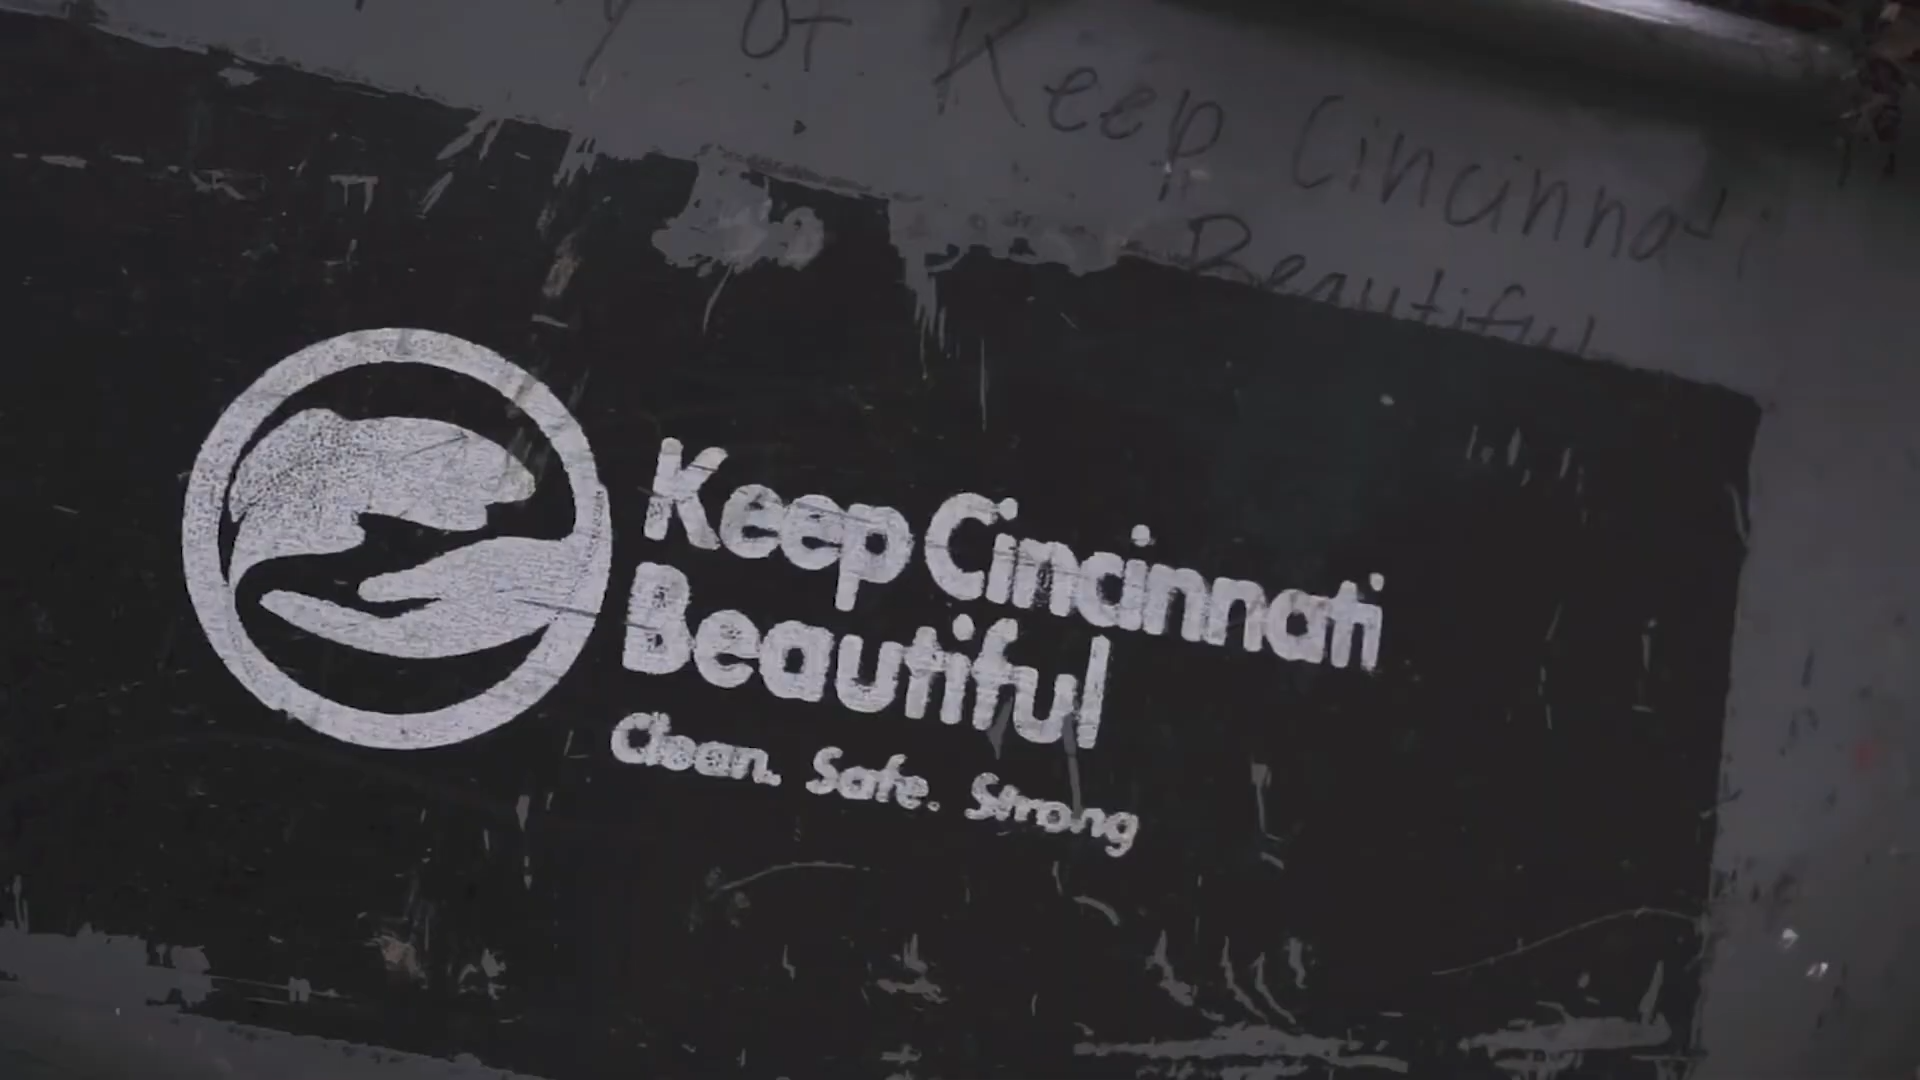 of Keep Cincinnati
Beautiful
Keep Cincinnati
Beautiful
Clean. Safe. Strong